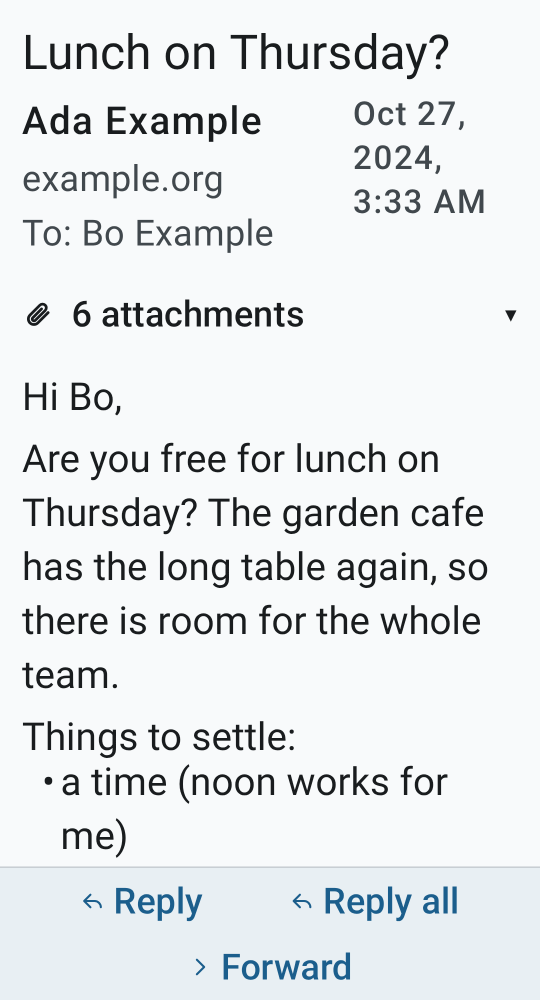 Lunch on Thursday?
Ada Example
Oct 27,
2024,
3:33 AM
example.org
To: Bo Example
6 attachments
Hi Bo,
Are you free for lunch on
Thursday? The garden cafe
has the long table again, so
there is room for the whole
team.
Things to settle:
• a time (noon works for
me)
Reply
Reply all
Forward